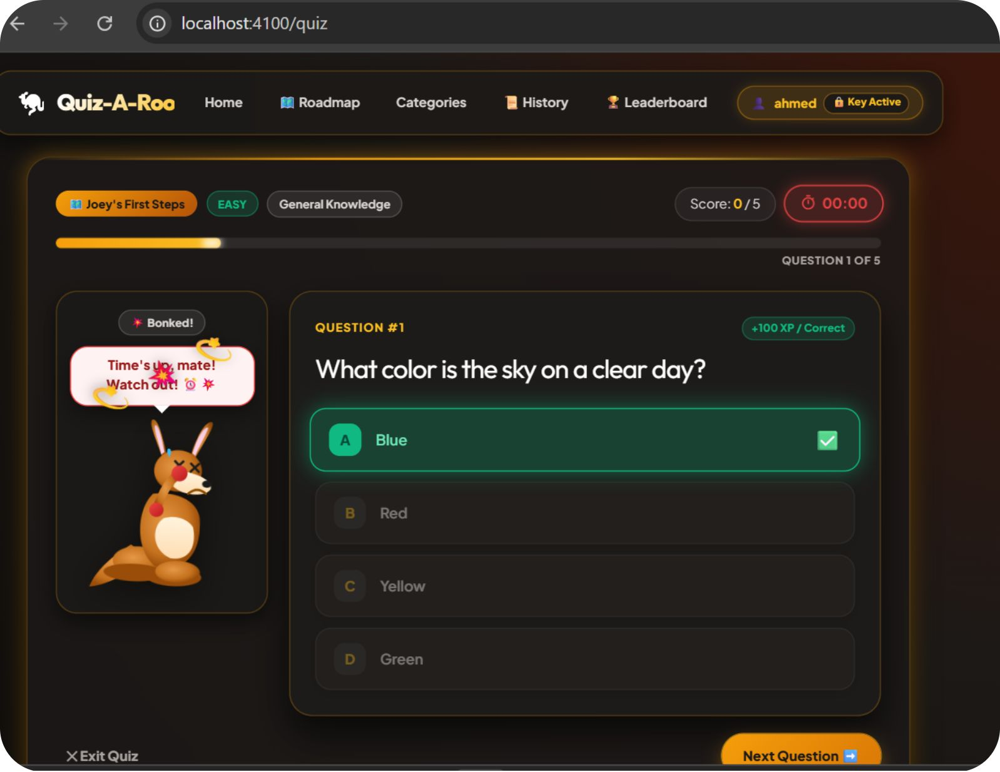 localhost:4100/quiz
Quiz-A-Roo Home Roadmap Categories History Leaderboard ahmed Key Active
Joey's First Steps EASY General Knowledge Score: 0 / 5 00:00
QUESTION 1 OF 5
Bonked!
Time's up, mate!
Watch out!
QUESTION #1 +100 XP / Correct
What color is the sky on a clear day?
A Blue
B Red
C Yellow
D Green
Exit Quiz Next Question